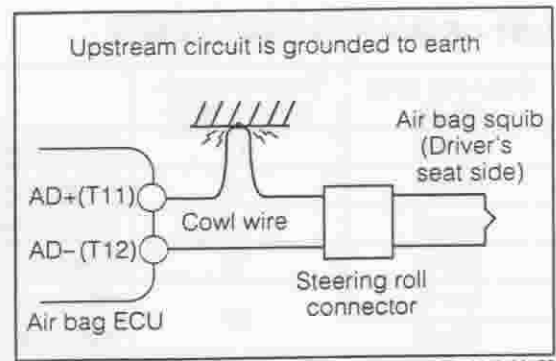 Upstream circuit is grounded to earth
Air bag squib
(Driver's
seat side)
AD+(T11)
Cowl wire
AD-(T12)
Steering roll
connector
Air bag ECU